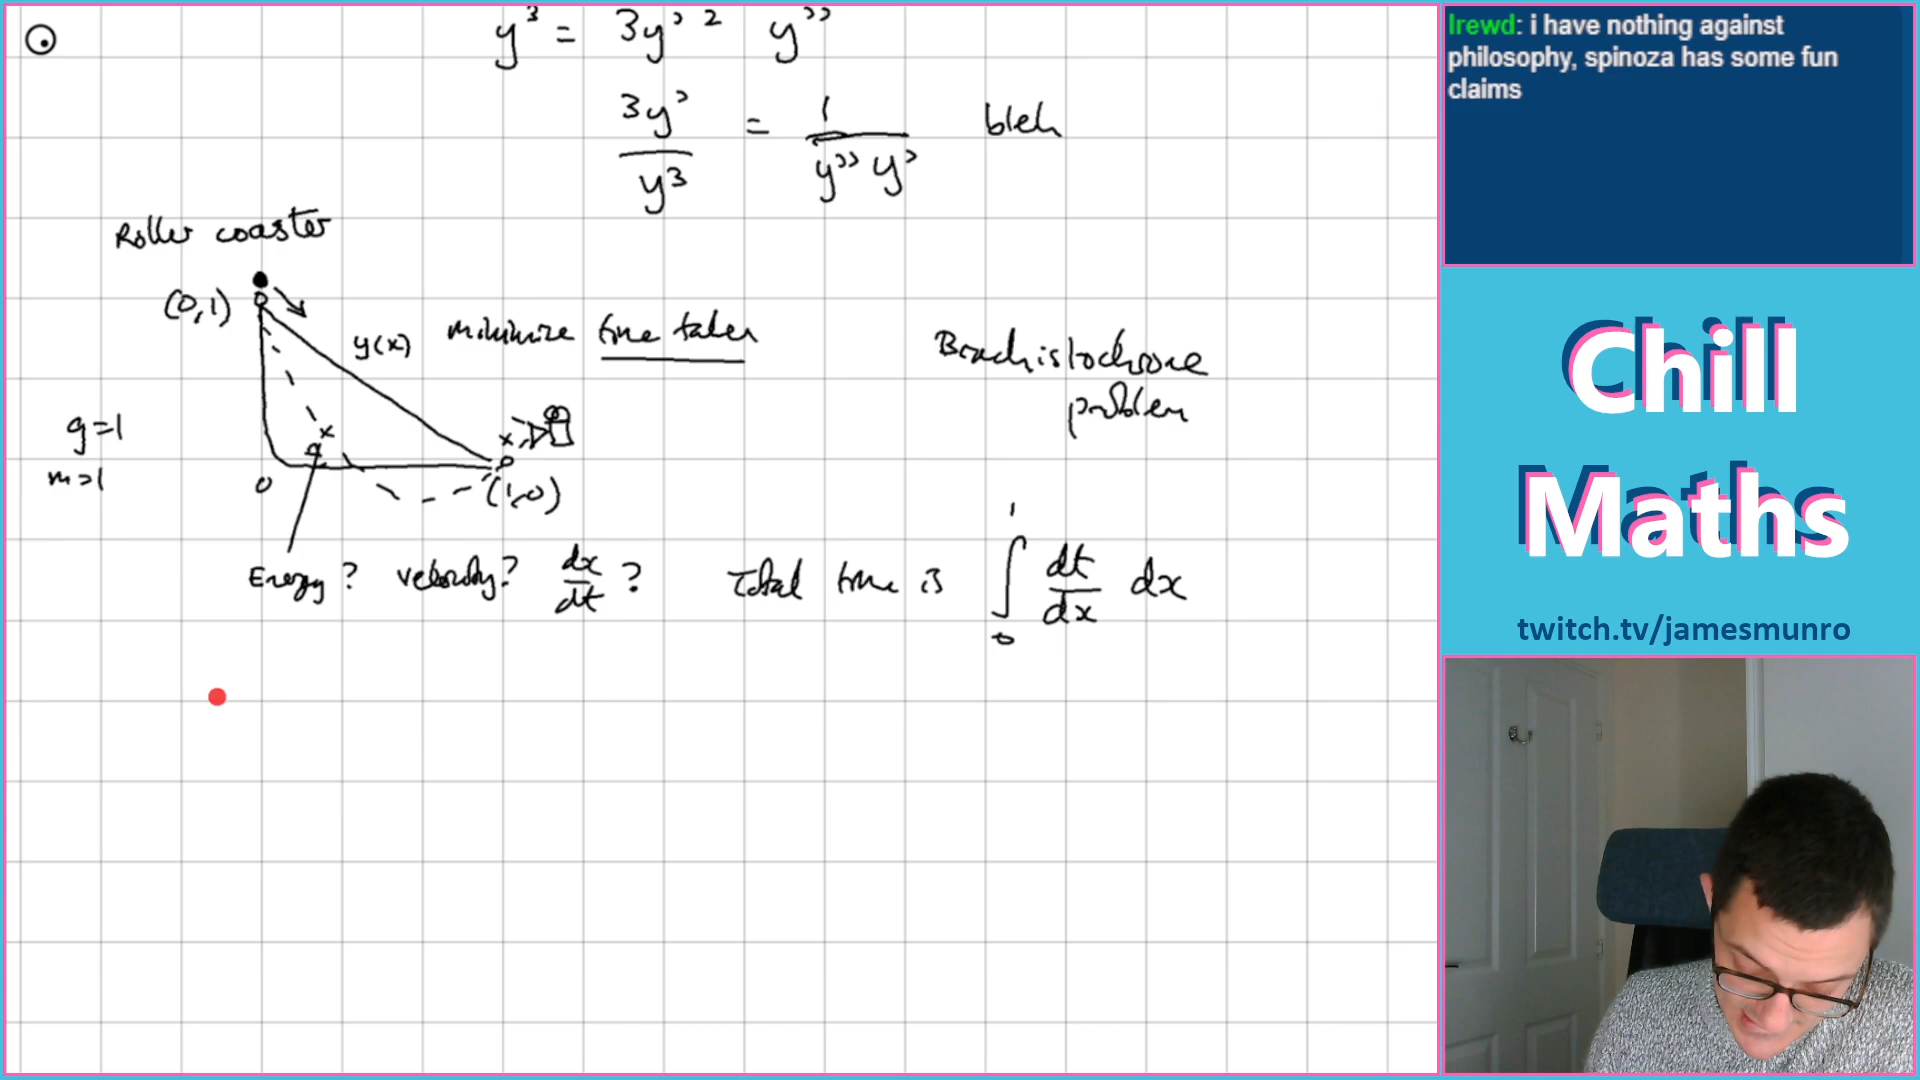 y³ = 3y'² y''
3y' / y³ = 1 / y'' y' bleh
Roller coaster
(0,1)
y(x) minimize time taken
Brachistochrone
problem
g=1
m=1
x
x
0
(1,0)
Energy? velocity? dx/dt? Total time is ∫₀¹ dt/dx dx
lrewd: i have nothing against
philosophy, spinoza has some fun
claims
Chill
Maths
twitch.tv/jamesmunro